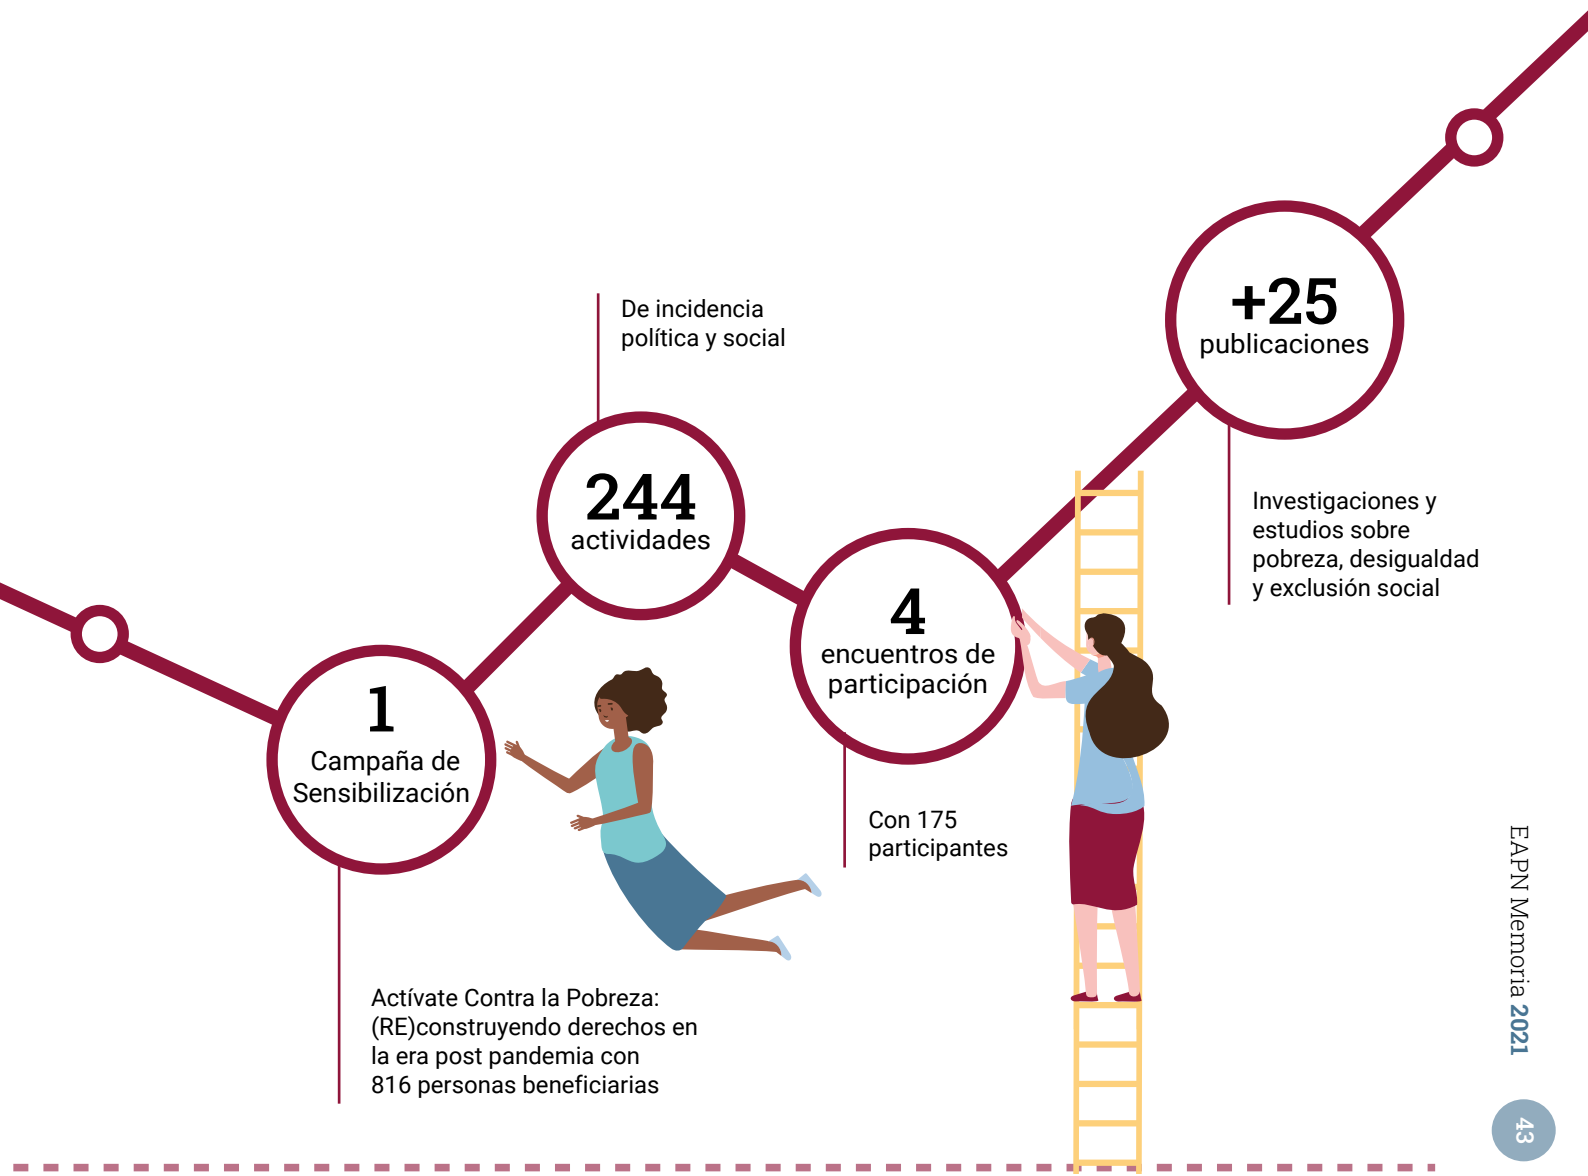 De incidencia
política y social
+25
publicaciones
244
actividades
Investigaciones y
estudios sobre
pobreza, desigualdad
y exclusión social
4
encuentros de
participación
1
Campaña de
Sensibilización
Con 175
participantes
Actívate Contra la Pobreza:
(RE)construyendo derechos en
la era post pandemia con
816 personas beneficiarias
EAPN Memoria 2021
43